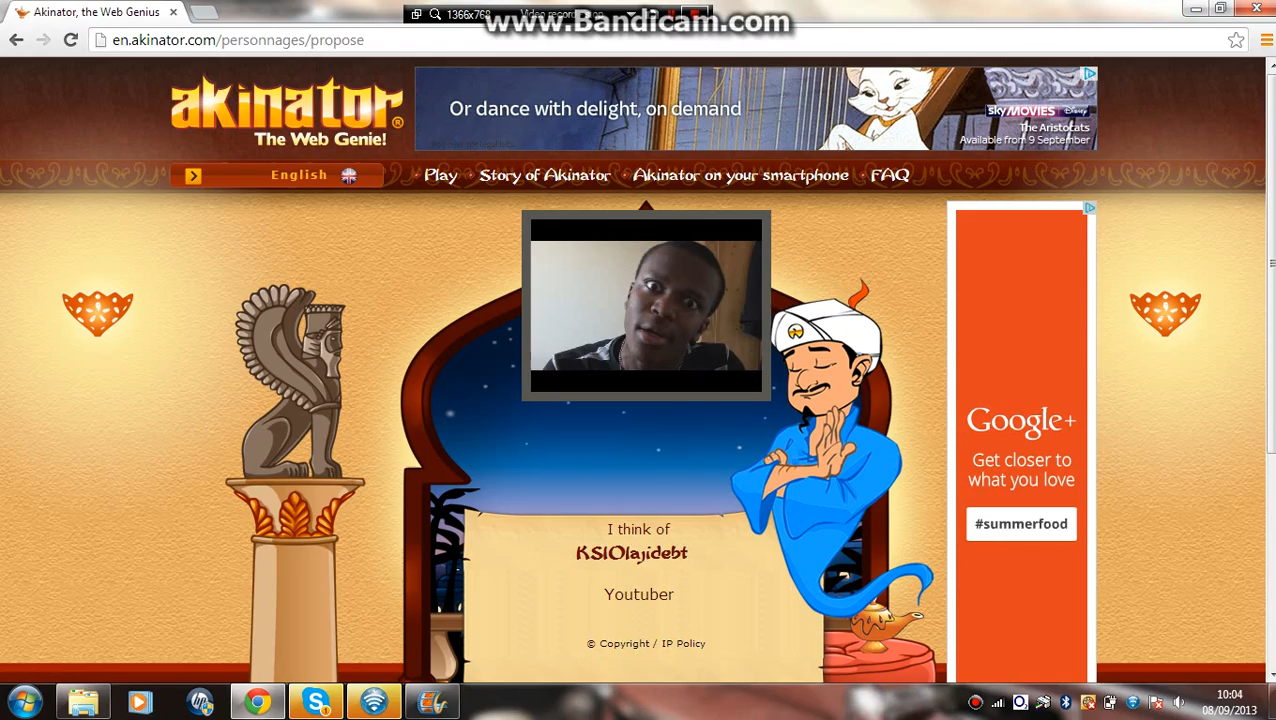 Akinator, the Web Genius
1366x768
www.Bandicam.com
en.akinator.com/personnages/propose
akinator®
The Web Genie!
Or dance with delight, on demand
sky MOVIES Disney
The Aristocats
Available from 9 September
English
Play
Story of Akinator
Akinator on your smartphone
FAQ
I think of
KSIOlajidebt
Youtuber
© Copyright / IP Policy
Google+
Get closer to
what you love
#summerfood
10:04
08/09/2013